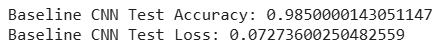 Baseline CNN Test Accuracy: 0.9850000143051147
Baseline CNN Test Loss: 0.07273600250482559